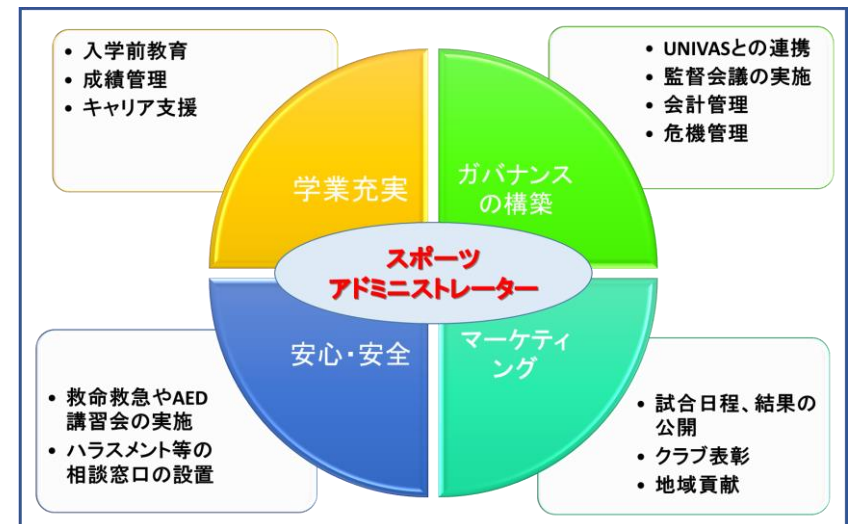 • 入学前教育
• 成績管理
• キャリア支援
• UNIVASとの連携
• 監督会議の実施
• 会計管理
• 危機管理
学業充実
ガバナンス
の構築
スポーツ
アドミニストレーター
安心・安全
マーケティ
ング
• 救命救急やAED
講習会の実施
• ハラスメント等の
相談窓口の設置
• 試合日程、結果の
公開
• クラブ表彰
• 地域貢献